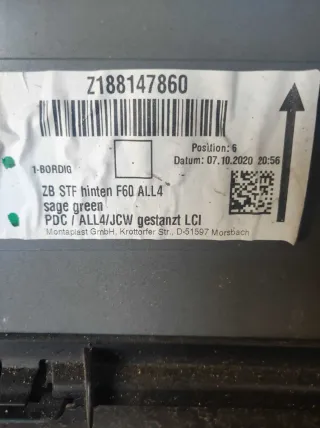 Z188147860
Position: 6
1-BORDIG
Datum: 07.10.2020 20:56
ZB STF hinten F60 ALL4
sage green
PDC / ALL4/JCW gestanzt LCI
Montaplast GmbH, Krottorfer Str., D-51597 Morsbach